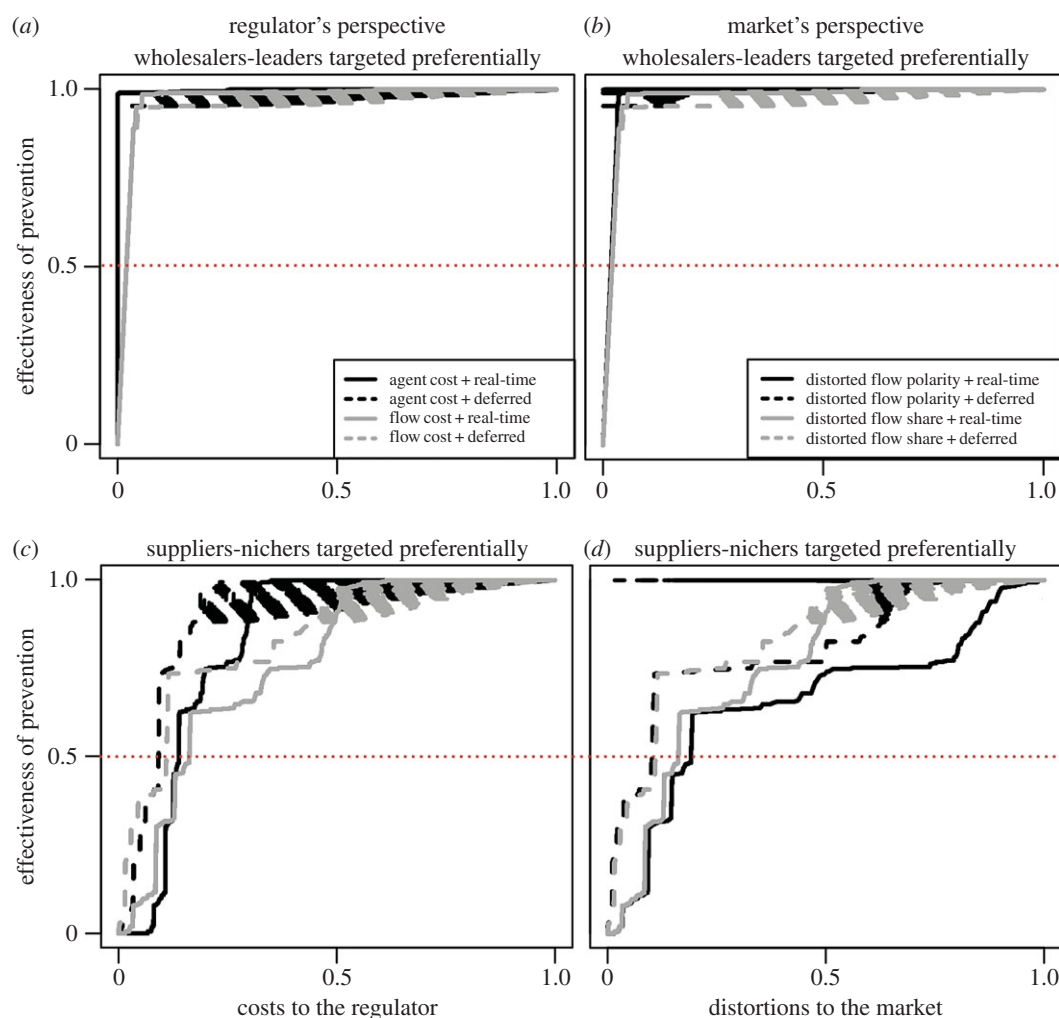 (a) regulator's perspective
wholesalers-leaders targeted preferentially
1.0
0.5
0
effectiveness of prevention
agent cost + real-time
agent cost + deferred
flow cost + real-time
flow cost + deferred
0 0.5 1.0
(b) market's perspective
wholesalers-leaders targeted preferentially
distorted flow polarity + real-time
distorted flow polarity + deferred
distorted flow share + real-time
distorted flow share + deferred
0 0.5 1.0
(c) suppliers-nichers targeted preferentially
1.0
0.5
0
effectiveness of prevention
0 0.5 1.0
costs to the regulator
(d) suppliers-nichers targeted preferentially
0 0.5 1.0
distortions to the market